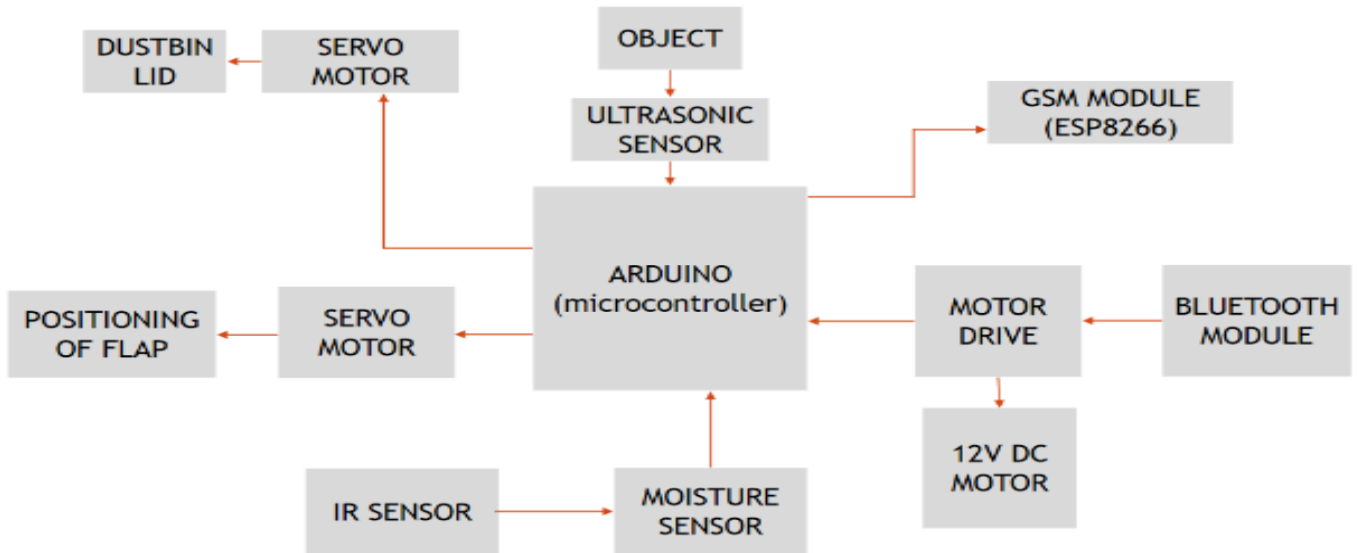 DUSTBIN
LID
SERVO
MOTOR
OBJECT
ULTRASONIC
SENSOR
GSM MODULE
(ESP8266)
ARDUINO
(microcontroller)
POSITIONING
OF FLAP
SERVO
MOTOR
MOTOR
DRIVE
BLUETOOTH
MODULE
12V DC
MOTOR
IR SENSOR
MOISTURE
SENSOR